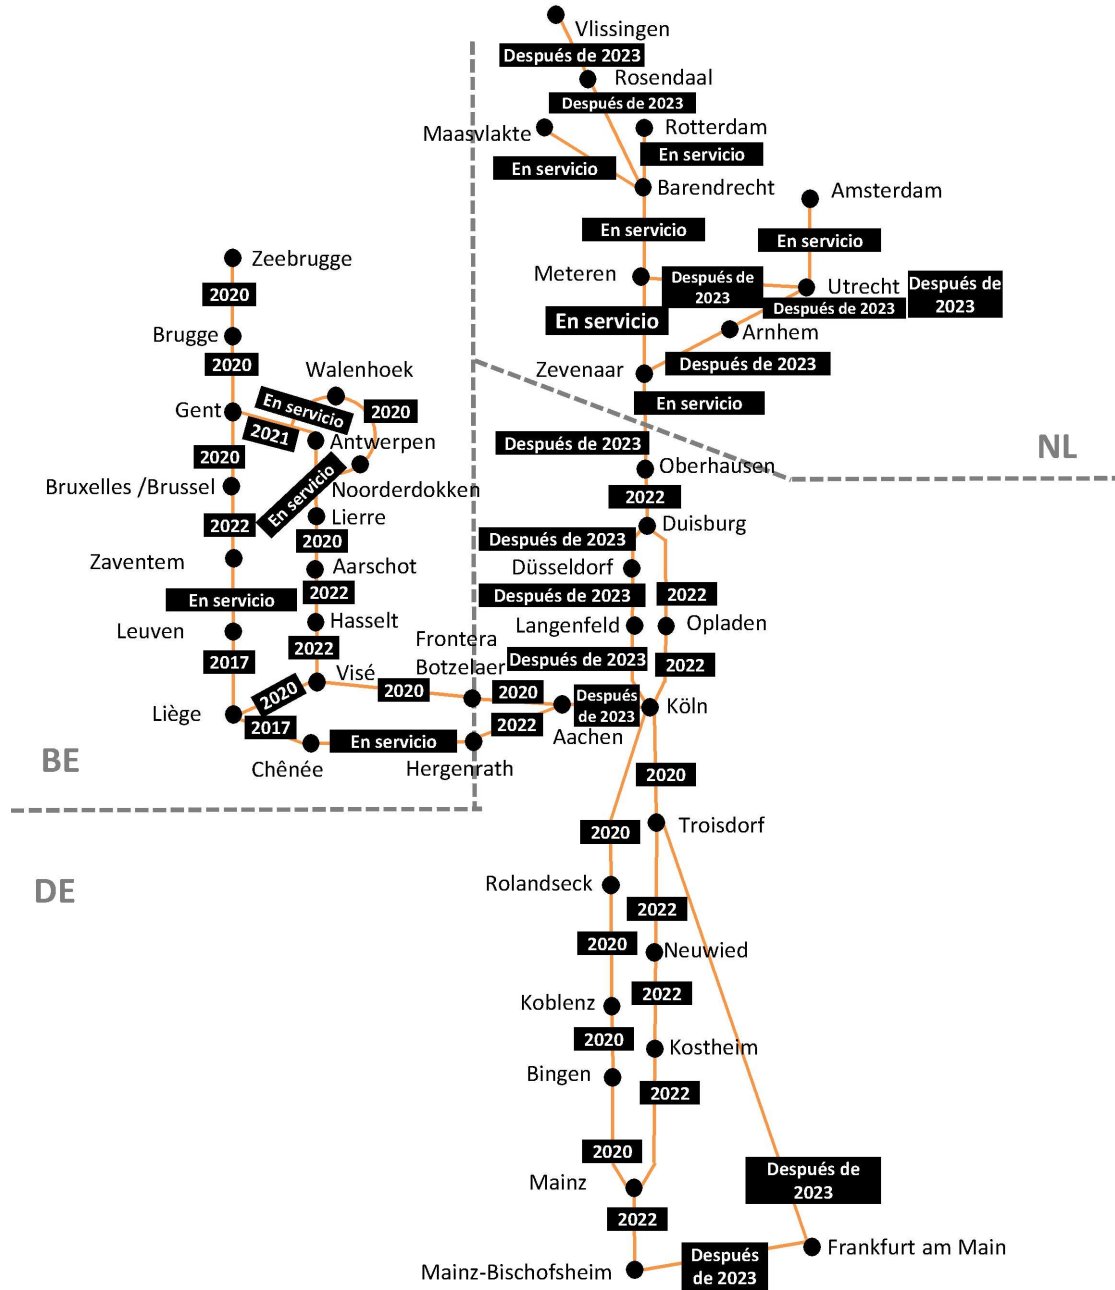 Vlissingen
Después de 2023
Rosendaal
Después de 2023
Maasvlakte
Rotterdam
En servicio
En servicio
Barendrecht
Amsterdam
En servicio
En servicio
Zeebrugge
Meteren
Después de
2023
Utrecht
Después de
2023
2020
Después de 2023
En servicio
Arnhem
Brugge
2020
Walenhoek
Zevenaar
Después de 2023
En servicio
2020
En servicio
Gent
2021
Antwerpen
Después de 2023
NL
2020
Oberhausen
Bruxelles /Brussel
En servicio
Noorderdokken
2022
2022
Lierre
Duisburg
2020
Después de 2023
Zaventem
Aarschot
Düsseldorf
En servicio
2022
Después de 2023
2022
Leuven
Hasselt
Langenfeld
Opladen
2017
2022
Frontera
Botzelaer
Después de 2023
2022
Visé
2020
2020
2020
Después
de 2023
Liège
2017
Köln
2022
Aachen
En servicio
Chênée
Hergenrath
BE
2020
2020
Troisdorf
DE
Rolandseck
2022
2020
Neuwied
2022
Koblenz
2020
Kostheim
Bingen
2022
2020
Mainz
Después de
2023
2022
Después
de 2023
Frankfurt am Main
Mainz-Bischofsheim